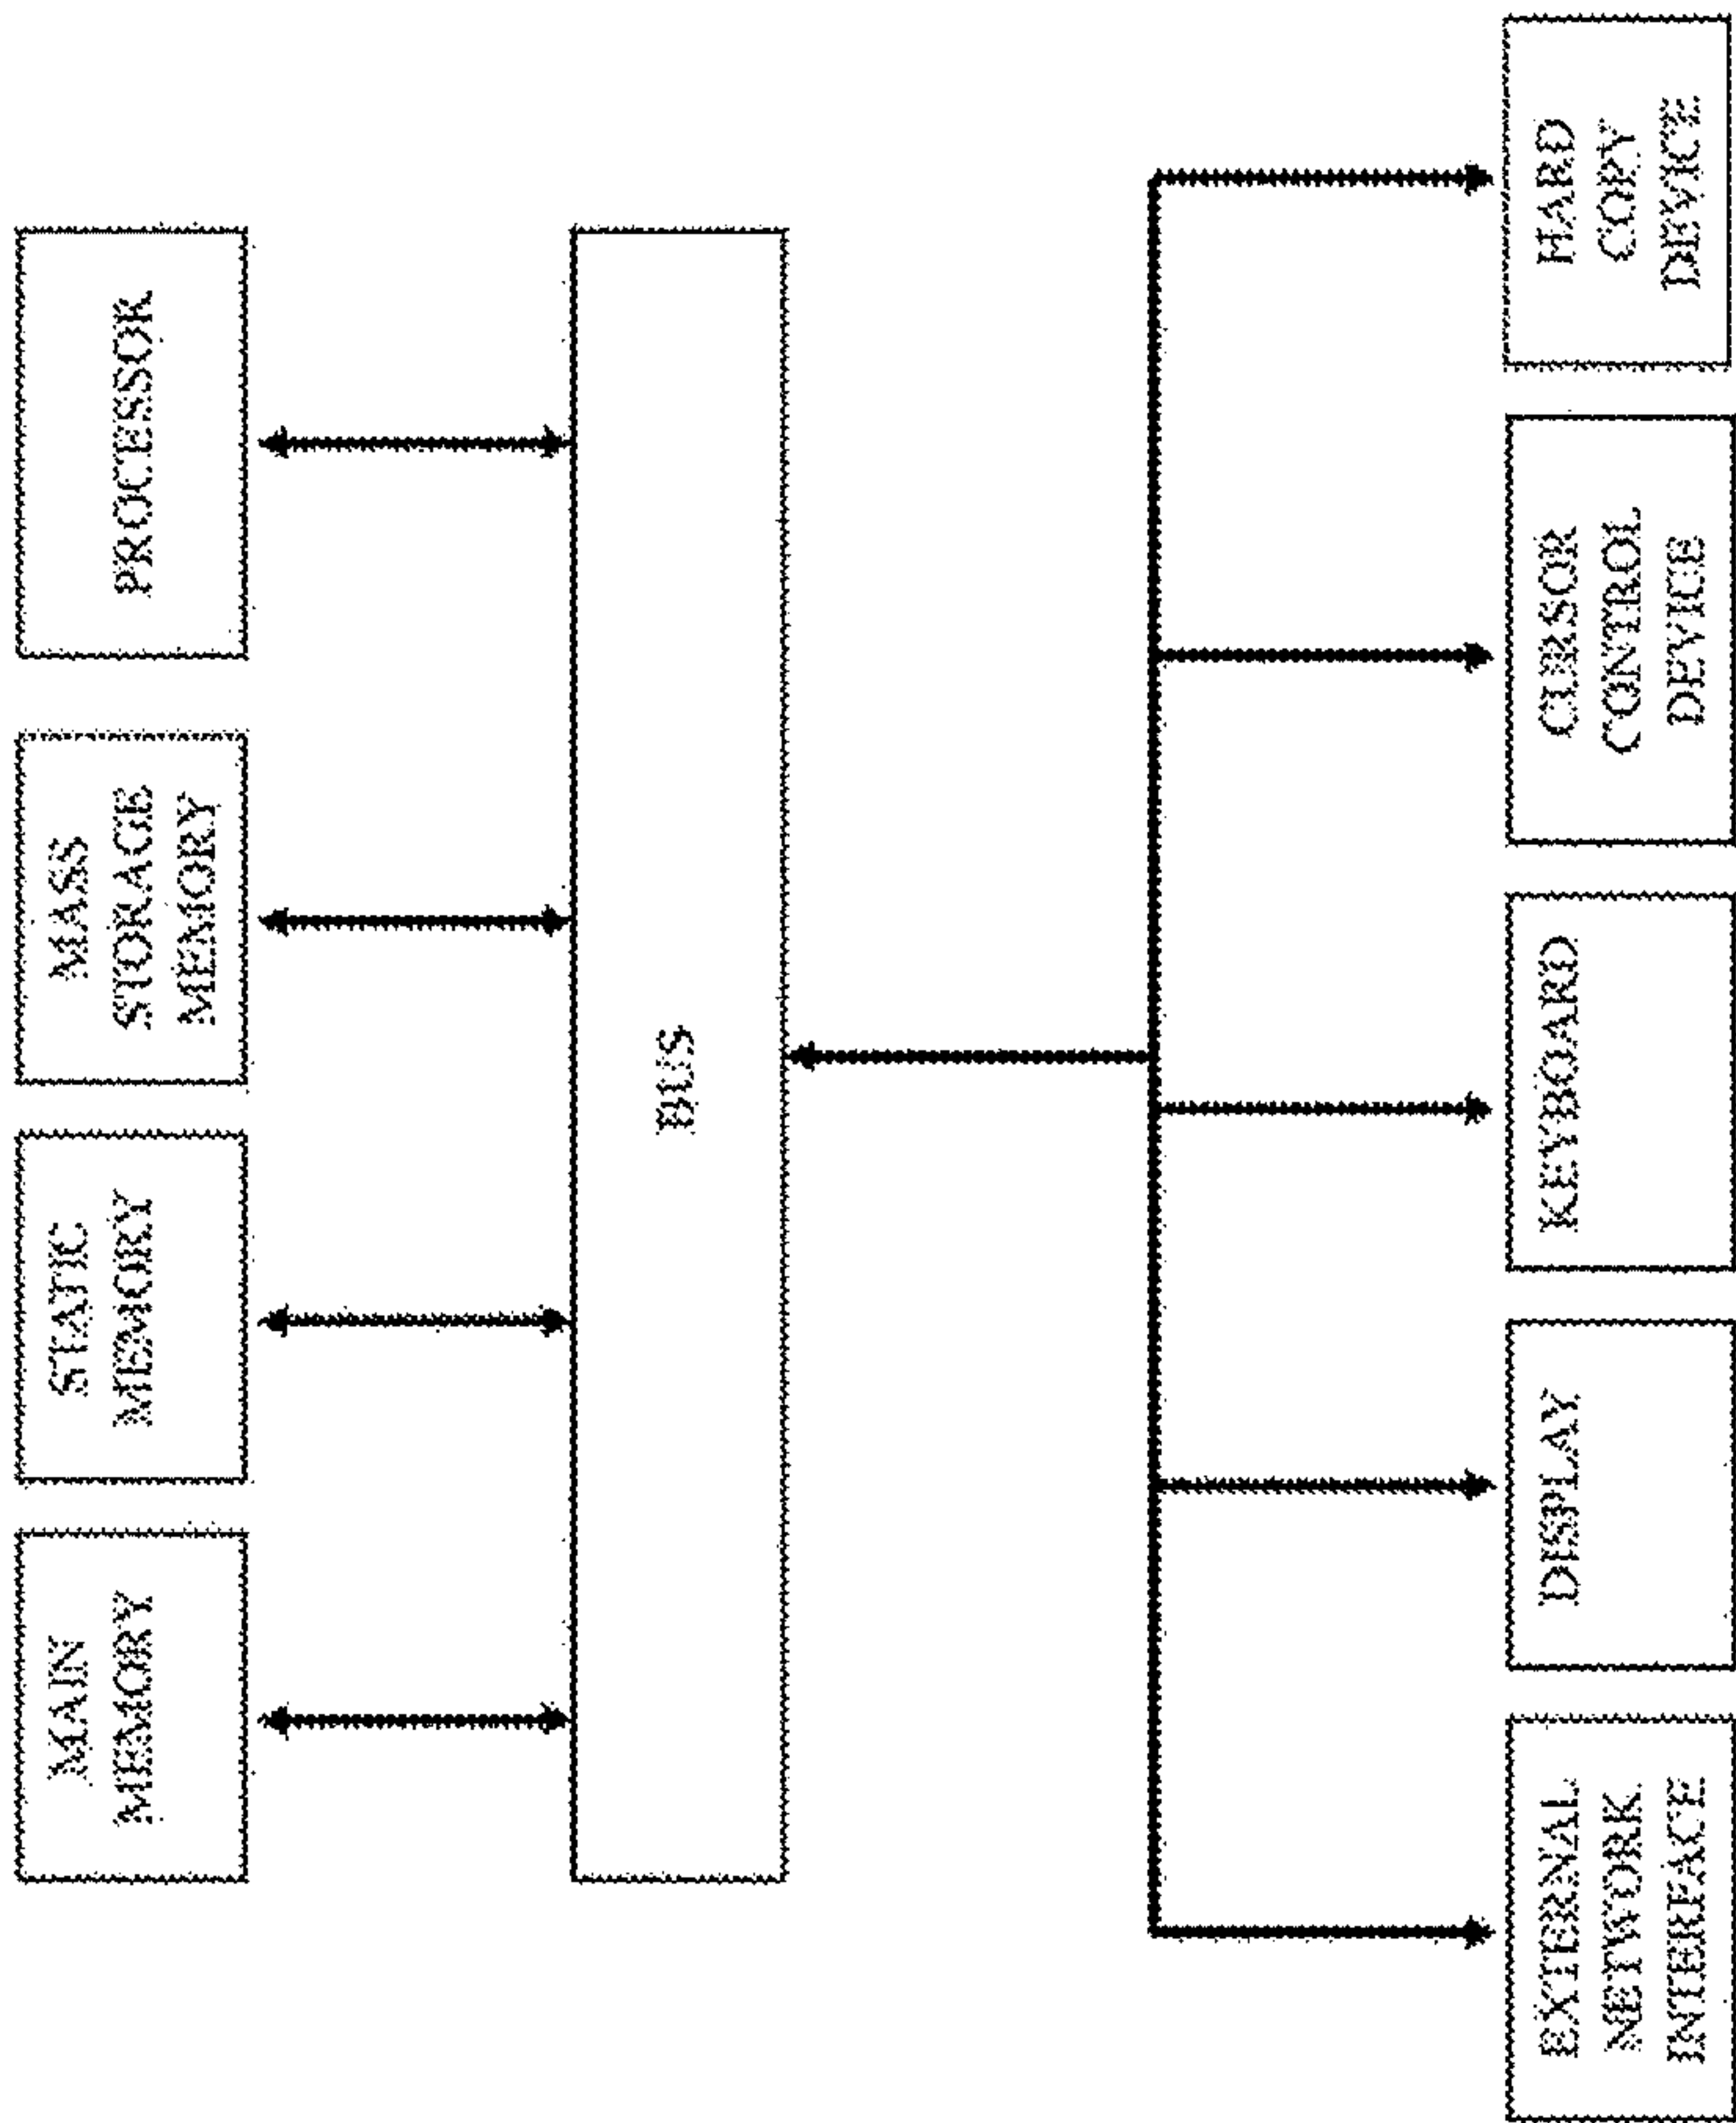 MAIN
MEMORY
STATIC
MEMORY
MASS
STORAGE
MEMORY
PROCESSOR
BUS
EXTERNAL
NETWORK
INTERFACE
DISPLAY
KEYBOARD
CURSOR
CONTROL
DEVICE
HARD
COPY
DEVICE